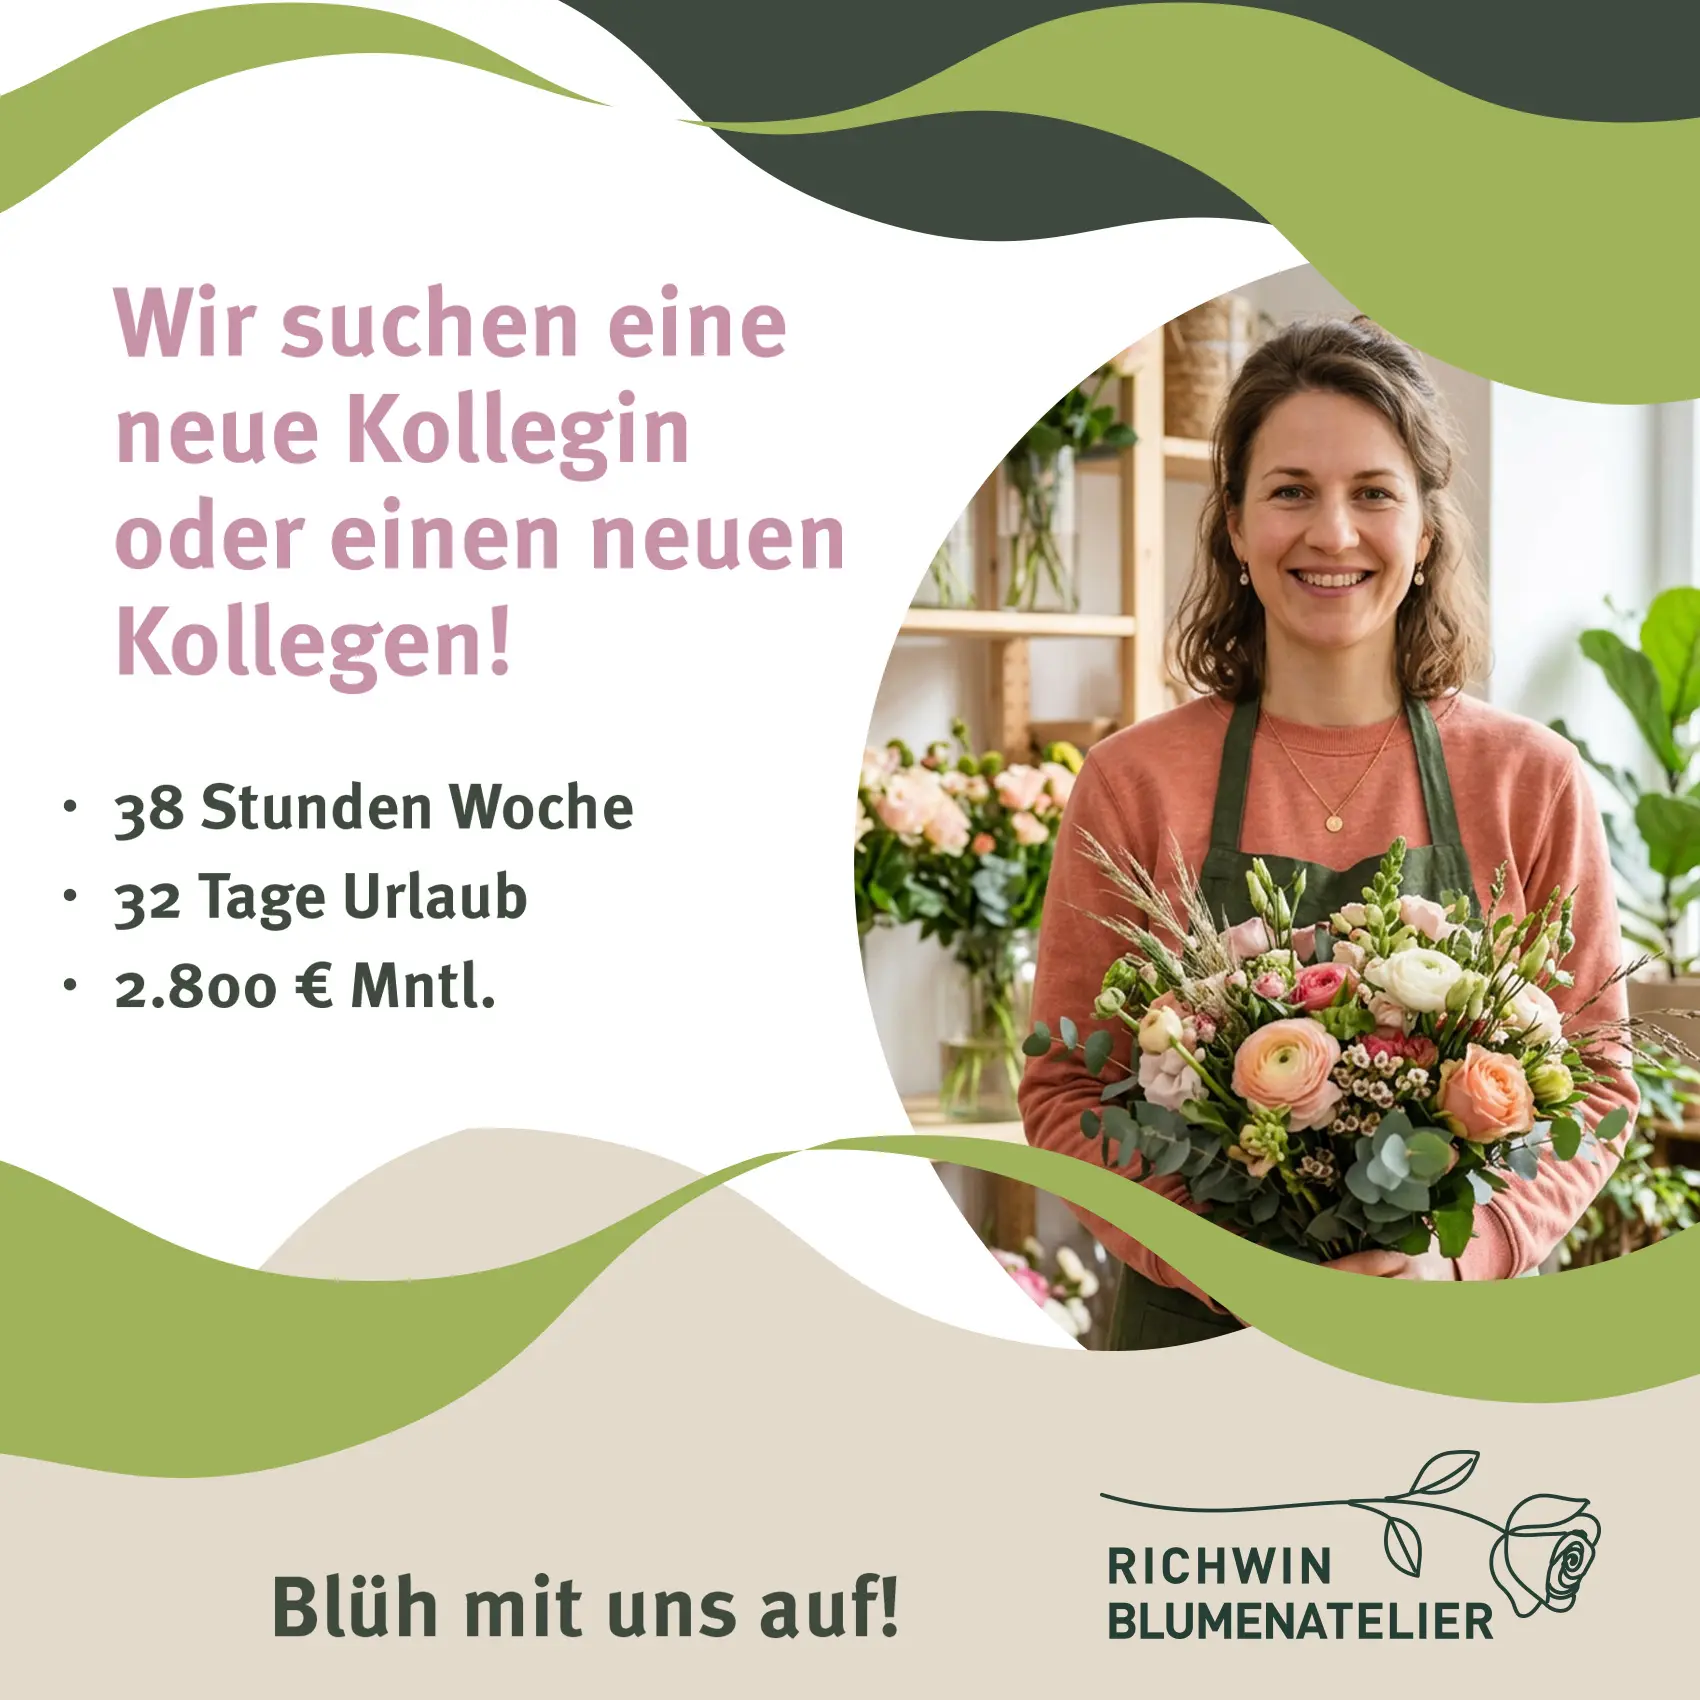 Wir suchen eine
neue Kollegin
oder einen neuen
Kollegen!
• 38 Stunden Woche
• 32 Tage Urlaub
• 2.800 € Mntl.
Blüh mit uns auf!
RICHWIN
BLUMENATELIER